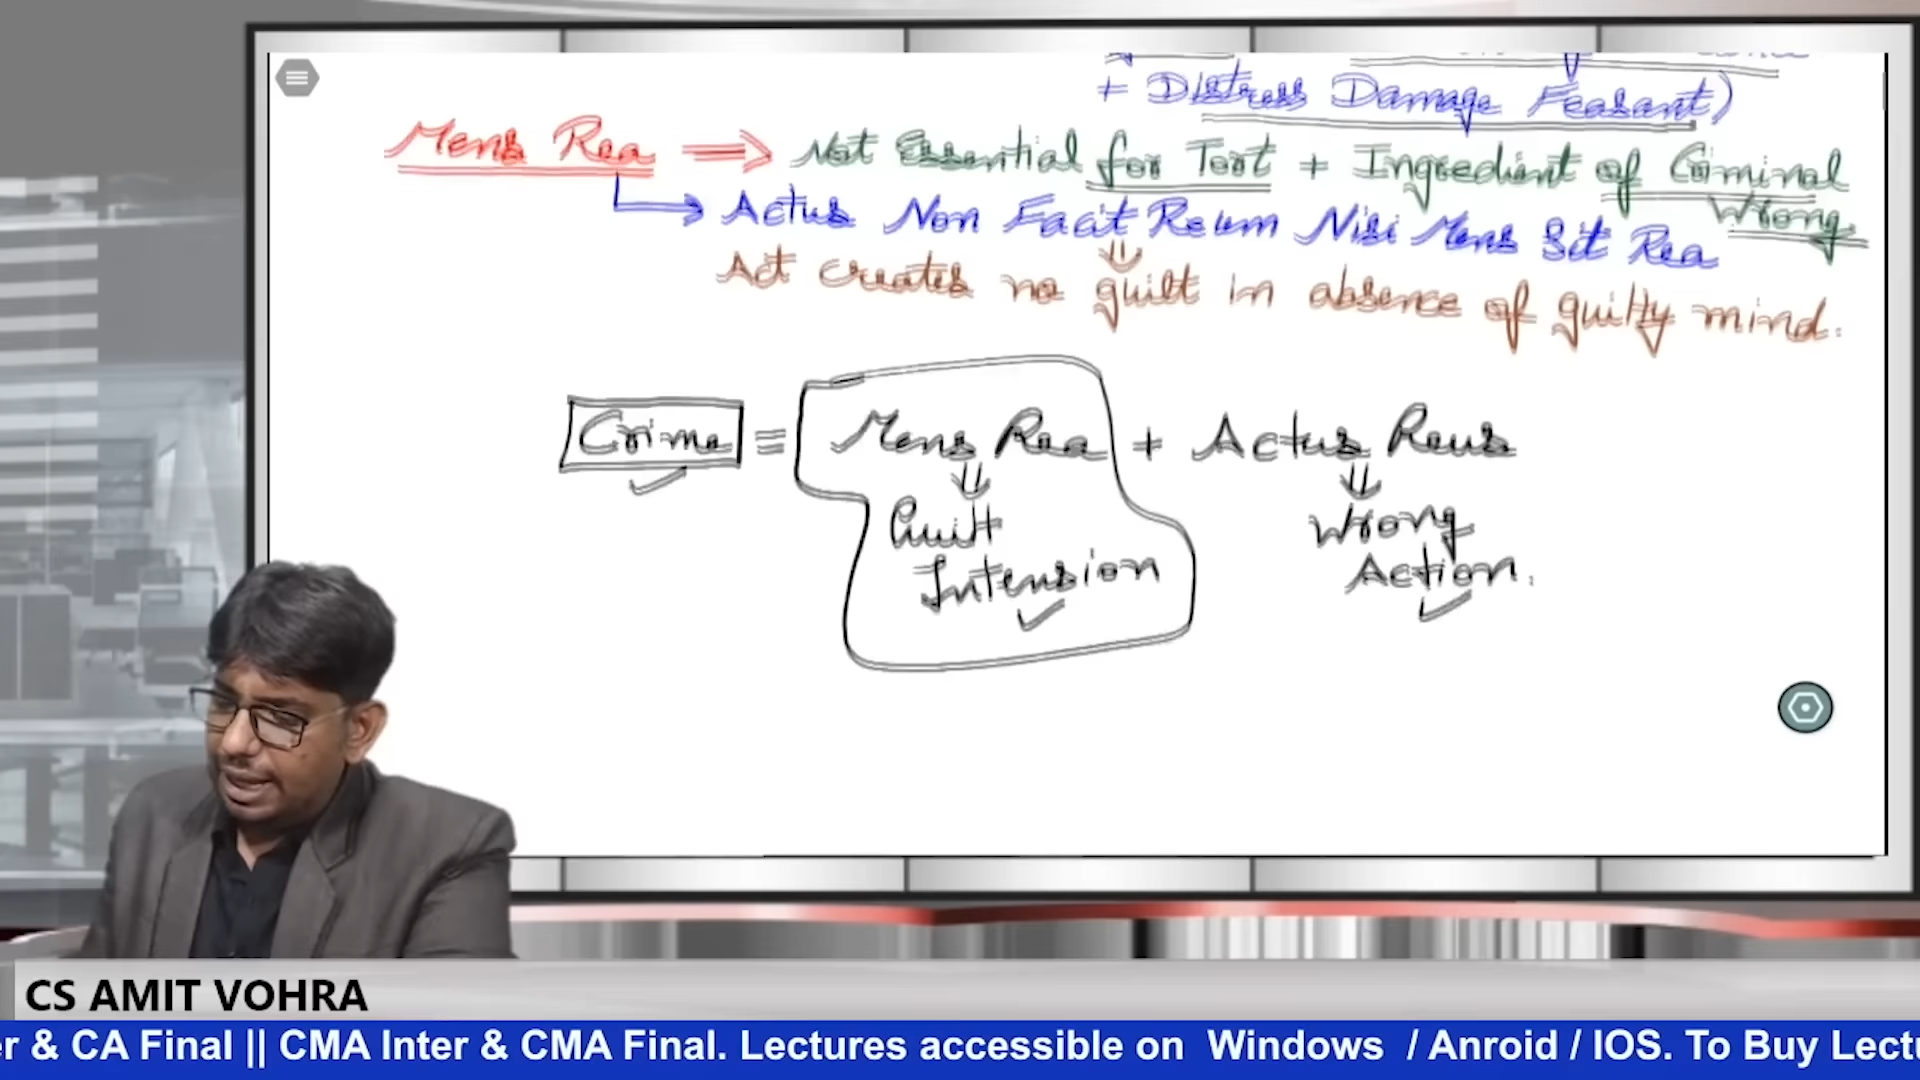 + Distress Damage Feasant)
Mens Rea ⇒ Not Essential for Tort + Ingredient of Criminal Wrong
→ Actus Non Facit Reum Nisi Mens Sit Rea
Act creates no guilt in absence of guilty mind.
Crime = Mens Rea + Actus Reus
Guilt Intension
Wrong Action.
CS AMIT VOHRA
er & CA Final || CMA Inter & CMA Final. Lectures accessible on Windows / Anroid / IOS. To Buy Lectu